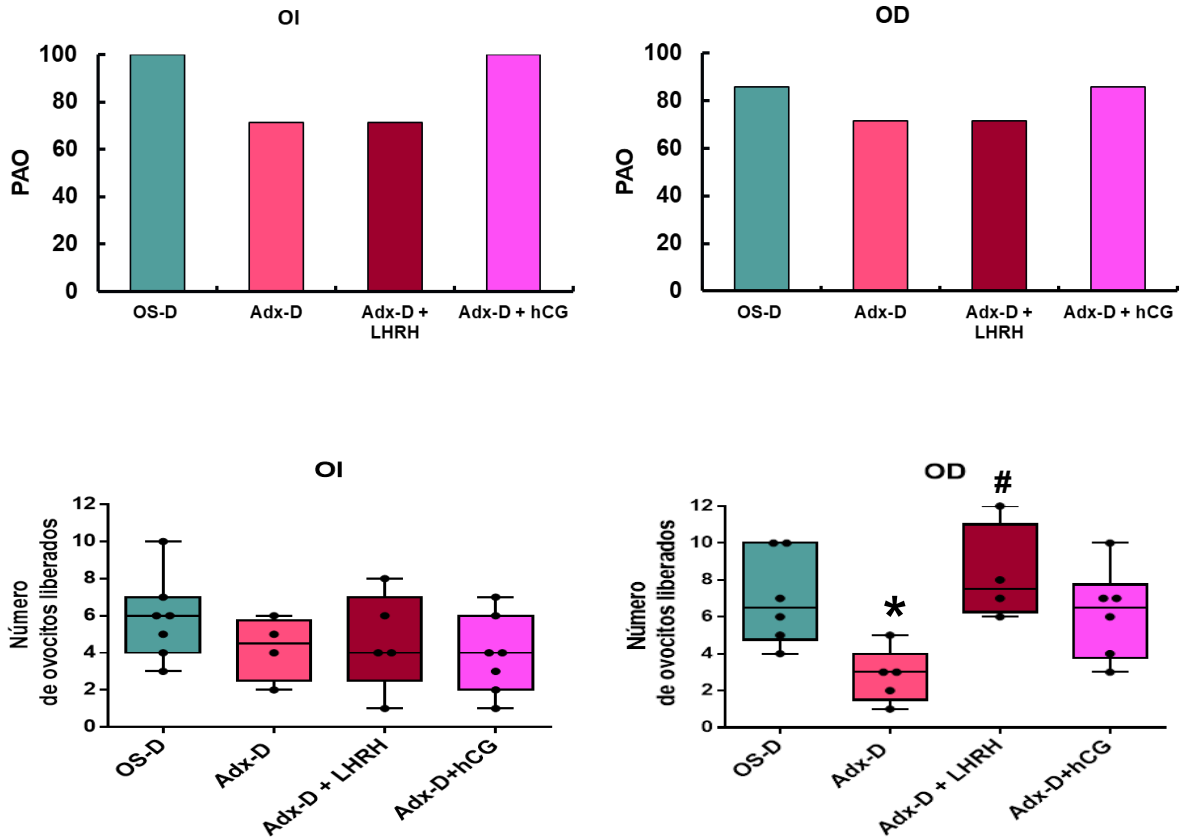 OI
PAO
100
80
60
40
20
0
OS-D
Adx-D
Adx-D +
LHRH
Adx-D + hCG
OD
PAO
100
80
60
40
20
0
OS-D
Adx-D
Adx-D +
LHRH
Adx-D + hCG
OI
Número
de ovocitos liberados
12
10
8
6
4
2
0
OS-D
Adx-D
Adx-D + LHRH
Adx-D+hCG
OD
Número
de ovocitos liberados
12
10
8
6
4
2
0
*
#
OS-D
Adx-D
Adx-D + LHRH
Adx-D+hCG